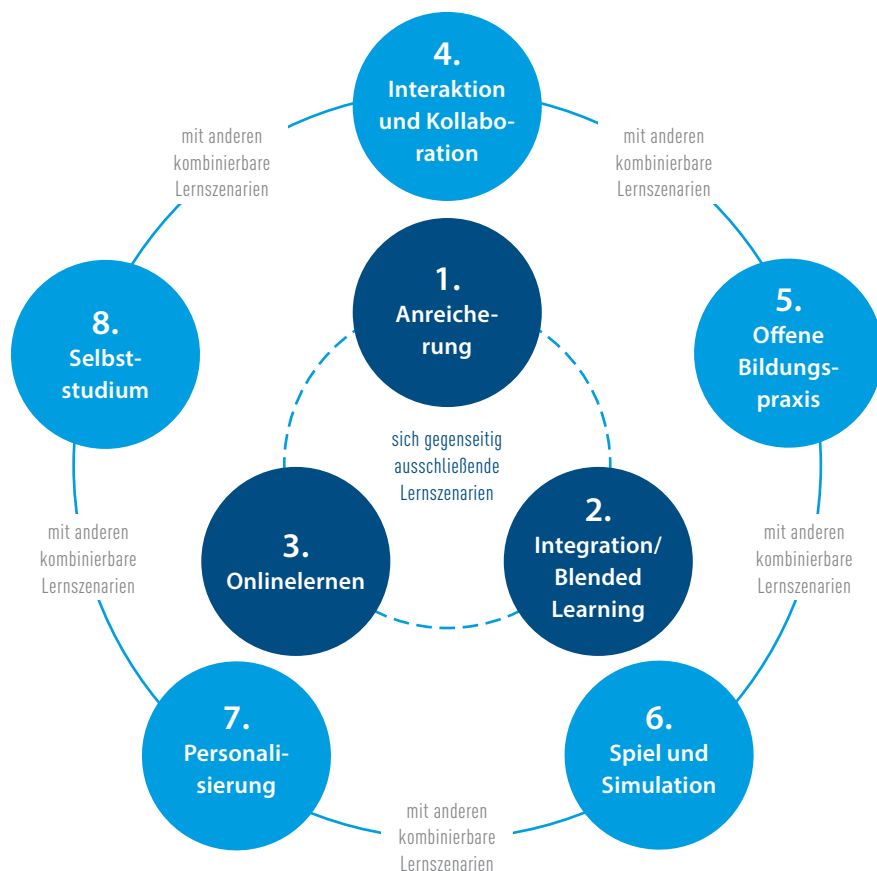 4.
Interaktion
und Kollabo-
ration
mit anderen
kombinierbare
Lernszenarien
mit anderen
kombinierbare
Lernszenarien
1.
Anreiche-
rung
8.
Selbst-
studium
5.
Offene
Bildungs-
praxis
sich gegenseitig
ausschließende
Lernszenarien
3.
Onlinelernen
2.
Integration/
Blended
Learning
mit anderen
kombinierbare
Lernszenarien
mit anderen
kombinierbare
Lernszenarien
7.
Personali-
sierung
6.
Spiel und
Simulation
mit anderen
kombinierbare
Lernszenarien